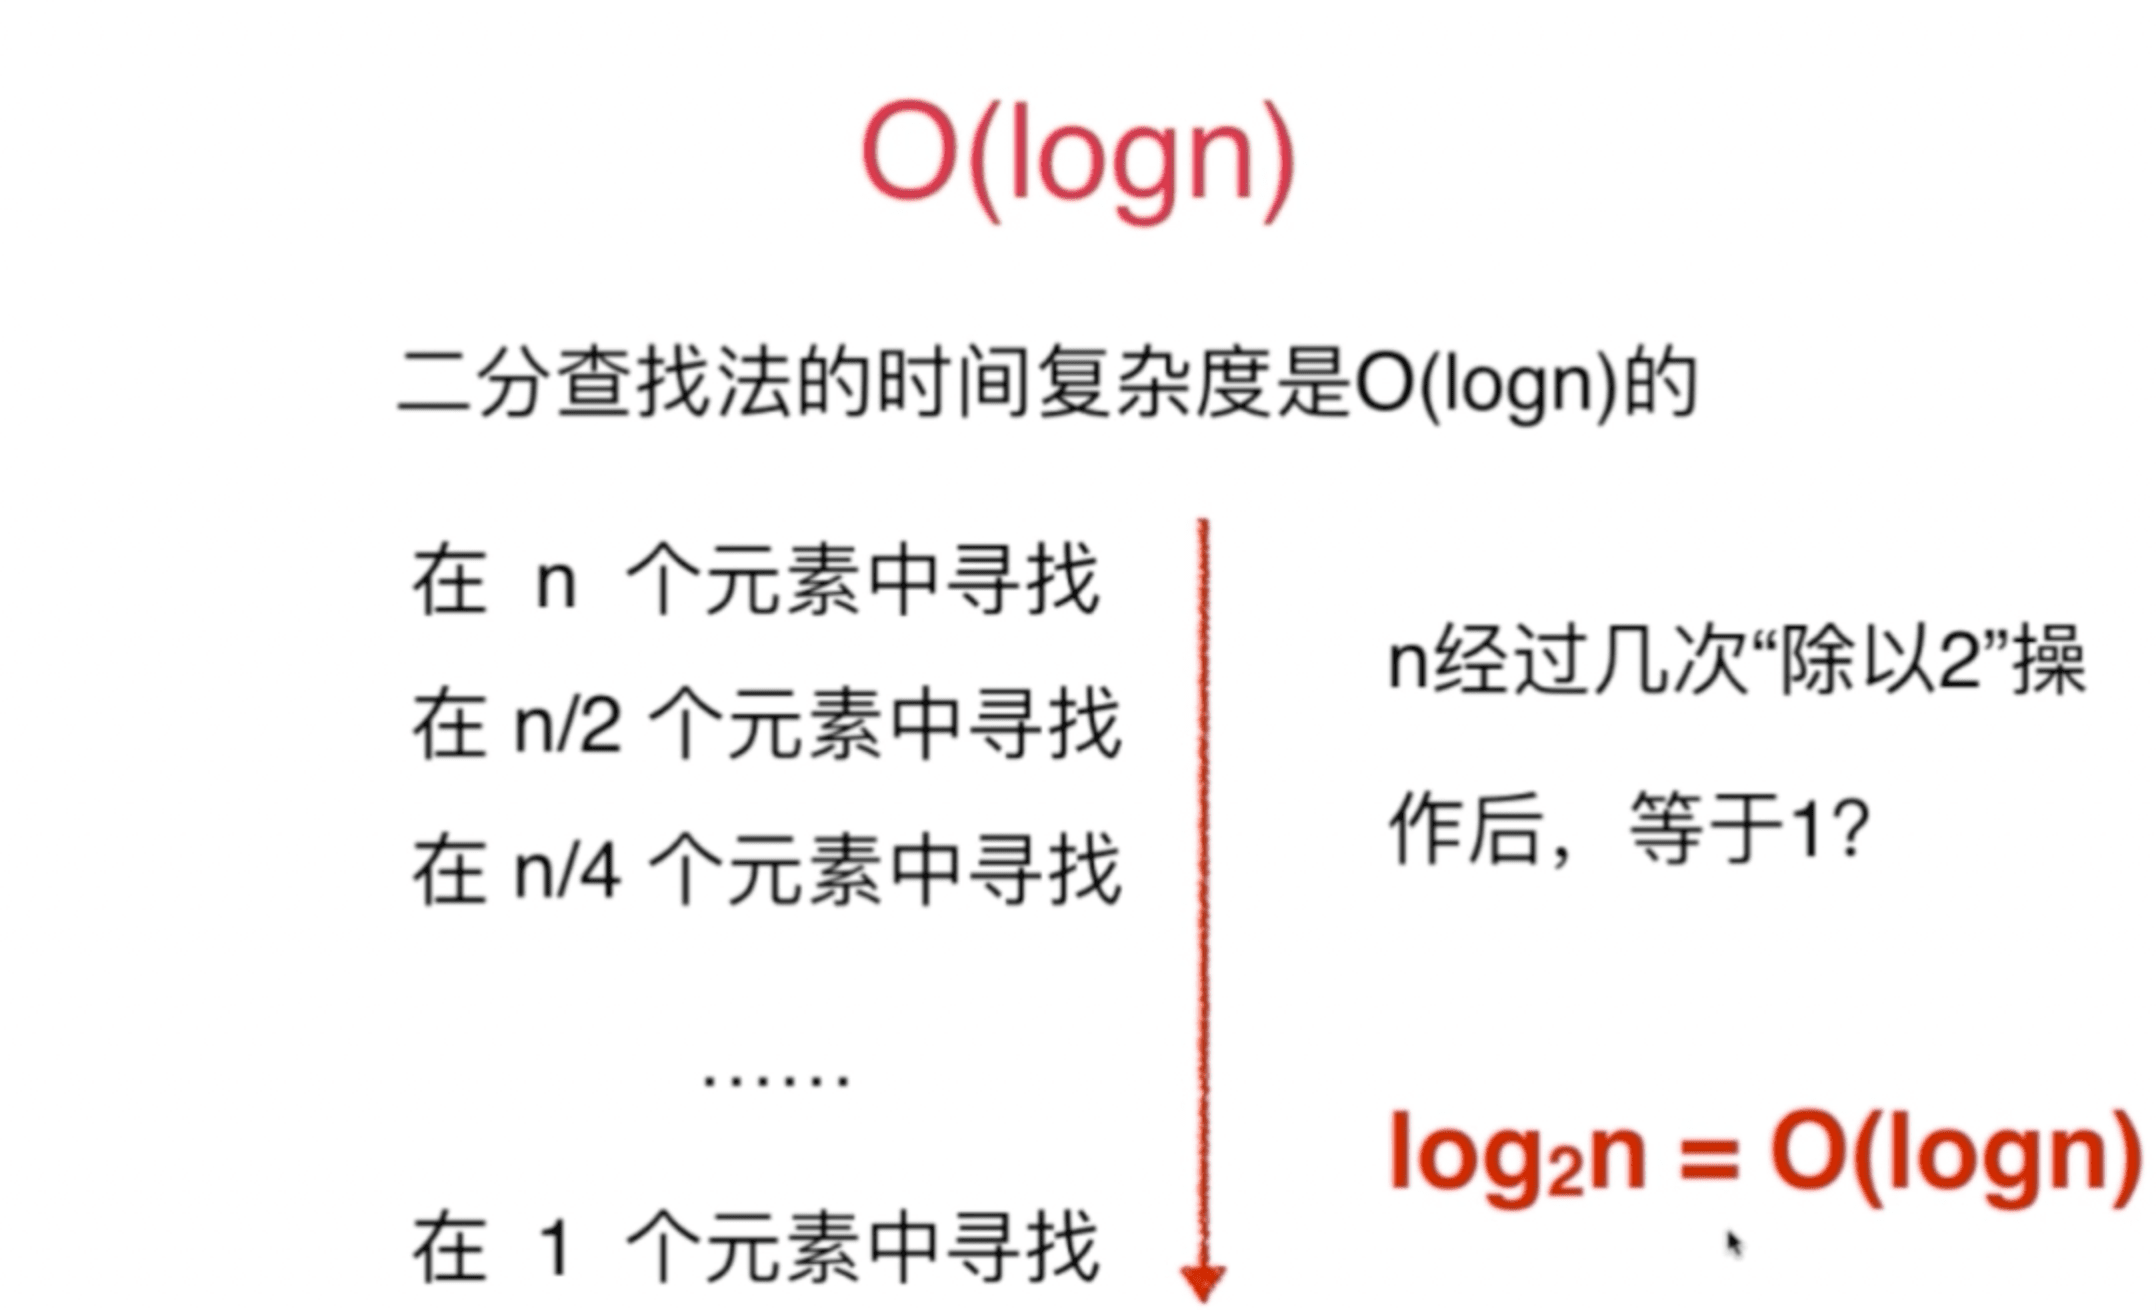 O(logn)
二分查找法的时间复杂度是O(logn)的
在 n 个元素中寻找
在 n/2 个元素中寻找
在 n/4 个元素中寻找
……
在 1 个元素中寻找
n经过几次“除以2”操
作后，等于1？
log₂n = O(logn)